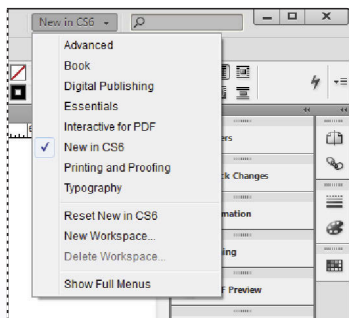 New in CS6
Advanced
Book
Digital Publishing
Essentials
Interactive for PDF
New in CS6
Printing and Proofing
Typography
Reset New in CS6
New Workspace...
Delete Workspace...
Show Full Menus
k Changes
Preview